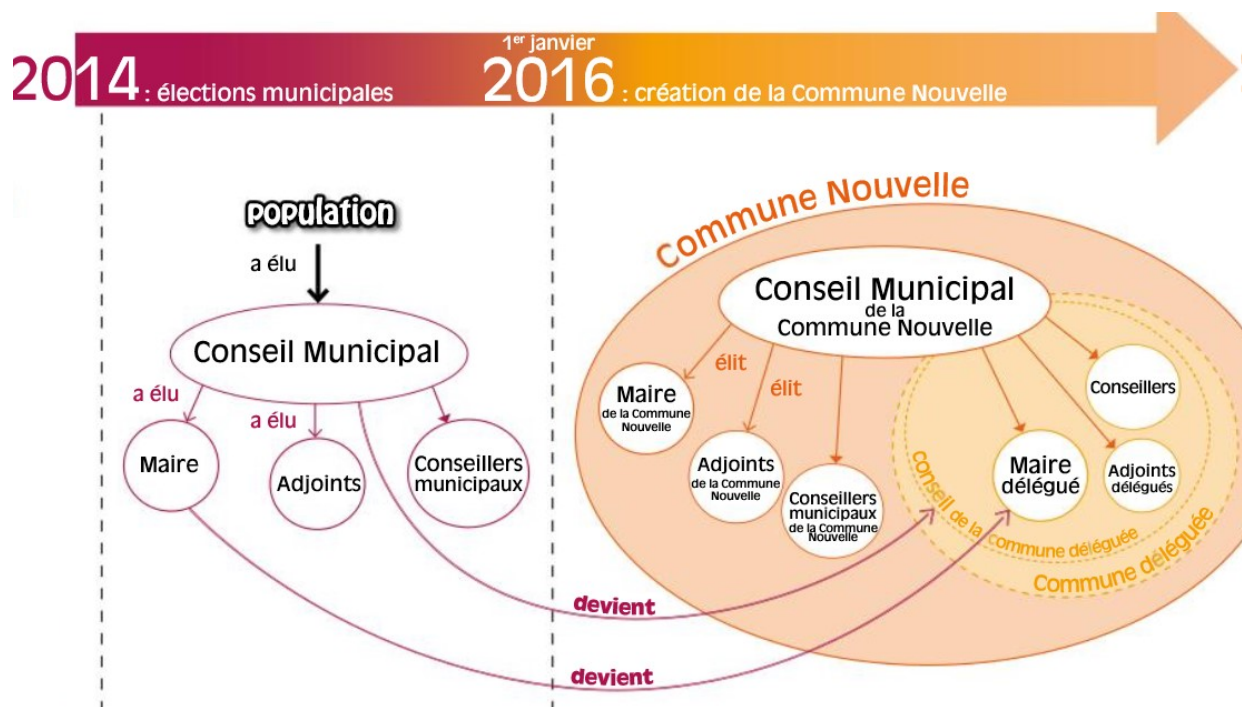 2014 : élections municipales
1er janvier
2016 : création de la Commune Nouvelle
population
a élu
Conseil Municipal
a élu
a élu
Maire
Adjoints
Conseillers
municipaux
devient
devient
Commune Nouvelle
Conseil Municipal
de la
Commune Nouvelle
élit
élit
Maire
de la Commune
Nouvelle
Adjoints
de la Commune
Nouvelle
Conseillers
municipaux
de la Commune
Nouvelle
Conseillers
Maire
délégué
Adjoints
délégués
conseil de la commune déléguée
Commune déléguée